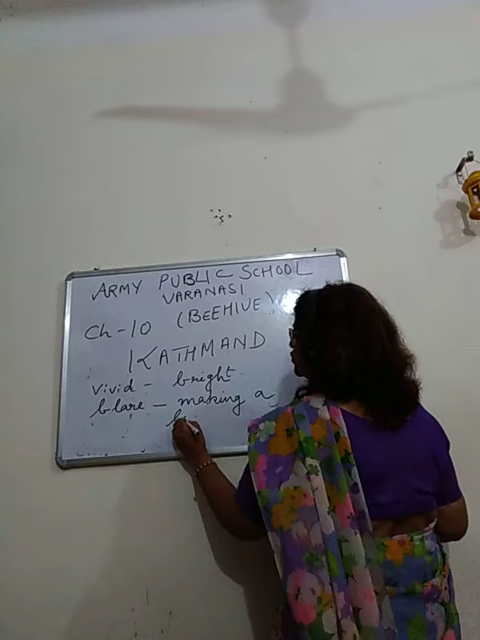 ARMY PUBLIC SCHOOL
VARANASI
Ch-10 (BEEHIVE)
KATHMAND
Vivid - bright
blare - making a